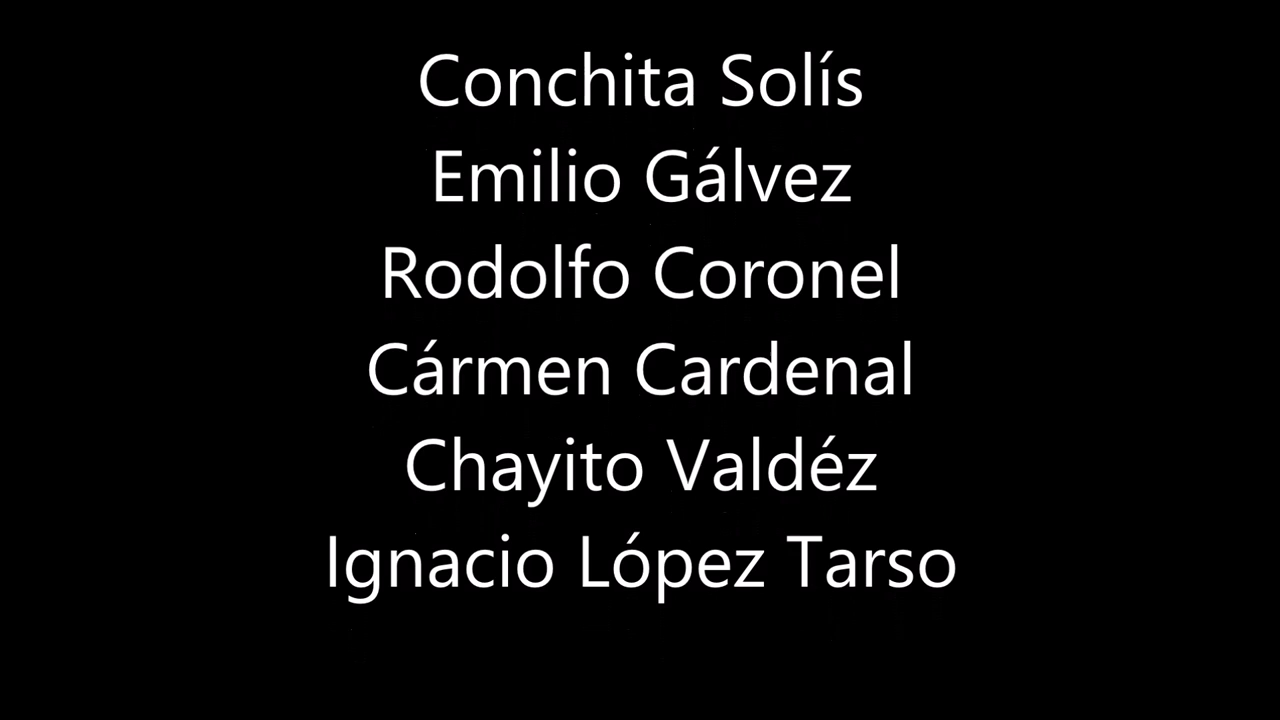 Conchita Solís
Emilio Gálvez
Rodolfo Coronel
Cármen Cardenal
Chayito Valdéz
Ignacio López Tarso